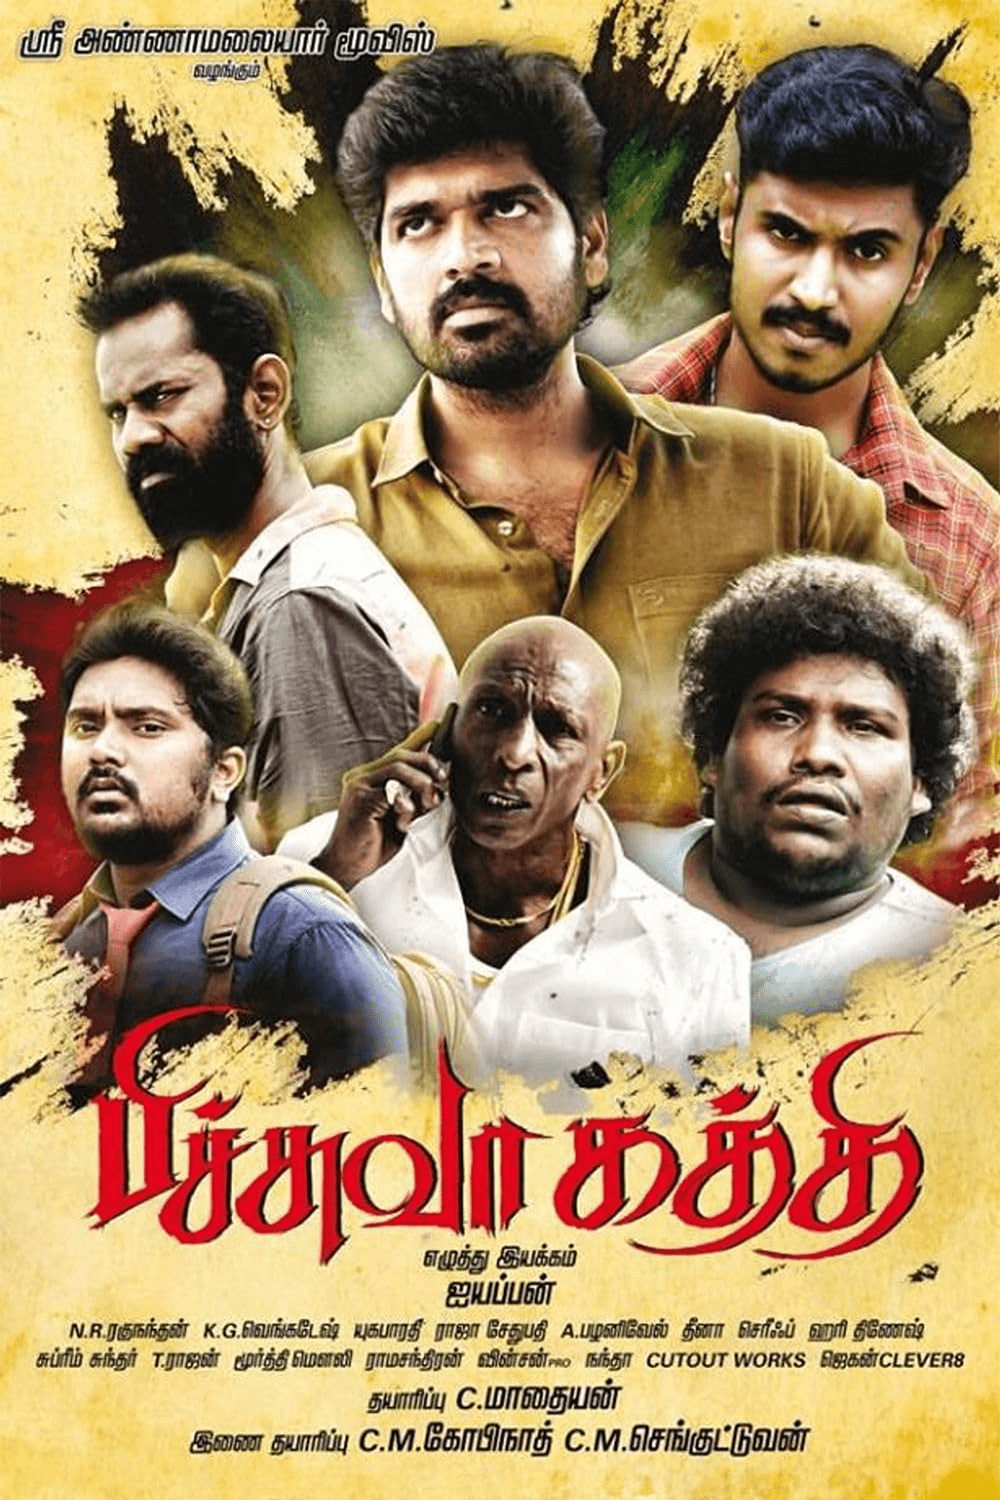 ஸ்ரீ அண்ணாமலையார் மூவிஸ்
வழங்கும்
பிச்சுவா கத்தி
எழுத்து இயக்கம்
ஐயப்பன்
N.R.ரகுநந்தன் K.G.வெங்கடேஷ் யுகபாரதி ராஜா சேதுபதி A.பழனிவேல் தீனா செரீஃப் ஹரி திணேஷ்
சுப்ரீம் சுந்தர் T.ராஜன் மூர்த்தி மௌலி ராமசந்திரன் வின்சன்PRO நந்தா CUTOUT WORKS ஜெகன்CLEVER8
தயாரிப்பு C.மாதையன்
இணை தயாரிப்பு C.M.கோபிநாத் C.M.செங்குட்டுவன்